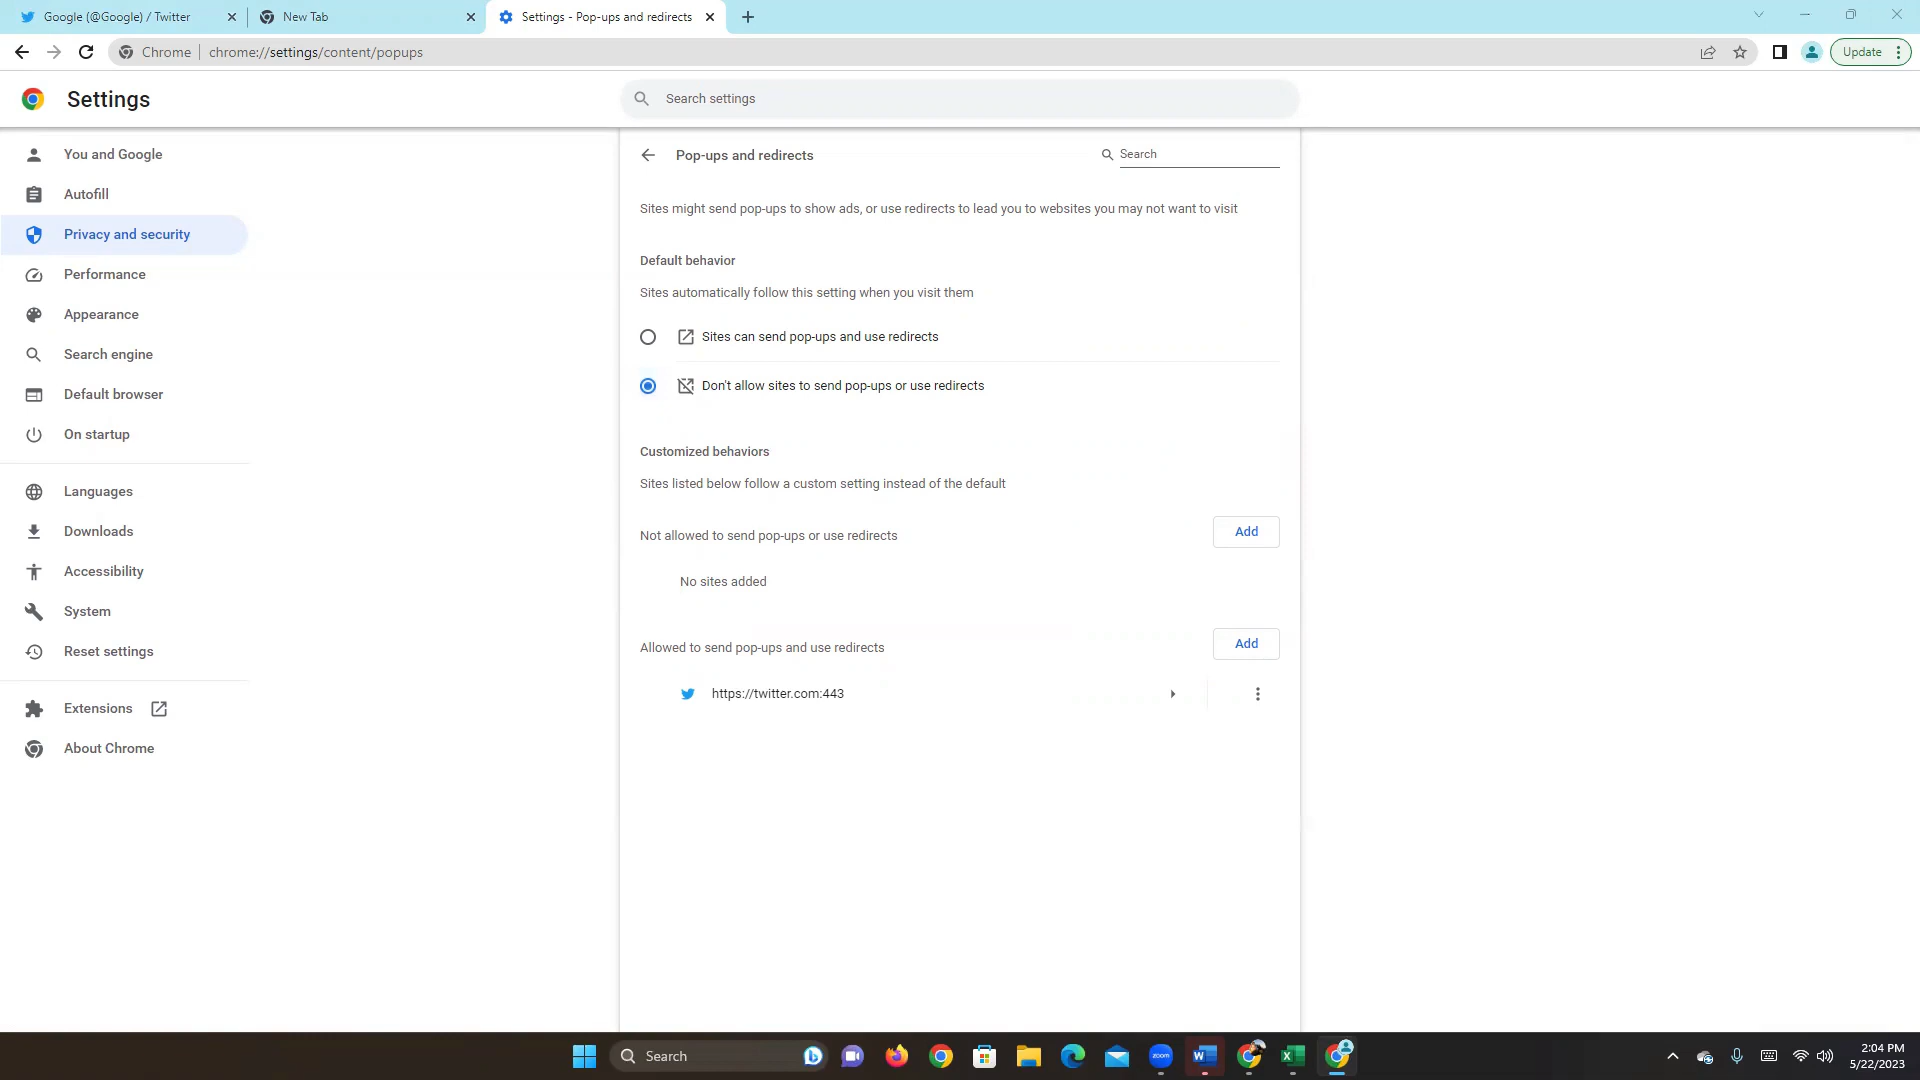 Google (@Google) / Twitter
New Tab
Settings - Pop-ups and redirects
Chrome
chrome://settings/content/popups
Update
Settings
Search settings
You and Google
Autofill
Privacy and security
Performance
Appearance
Search engine
Default browser
On startup
Languages
Downloads
Accessibility
System
Reset settings
Extensions
About Chrome
Pop-ups and redirects
Search
Sites might send pop-ups to show ads, or use redirects to lead you to websites you may not want to visit
Default behavior
Sites automatically follow this setting when you visit them
Sites can send pop-ups and use redirects
Don't allow sites to send pop-ups or use redirects
Customized behaviors
Sites listed below follow a custom setting instead of the default
Not allowed to send pop-ups or use redirects
Add
No sites added
Allowed to send pop-ups and use redirects
Add
https://twitter.com:443
Search
zoom
2:04 PM
5/22/2023